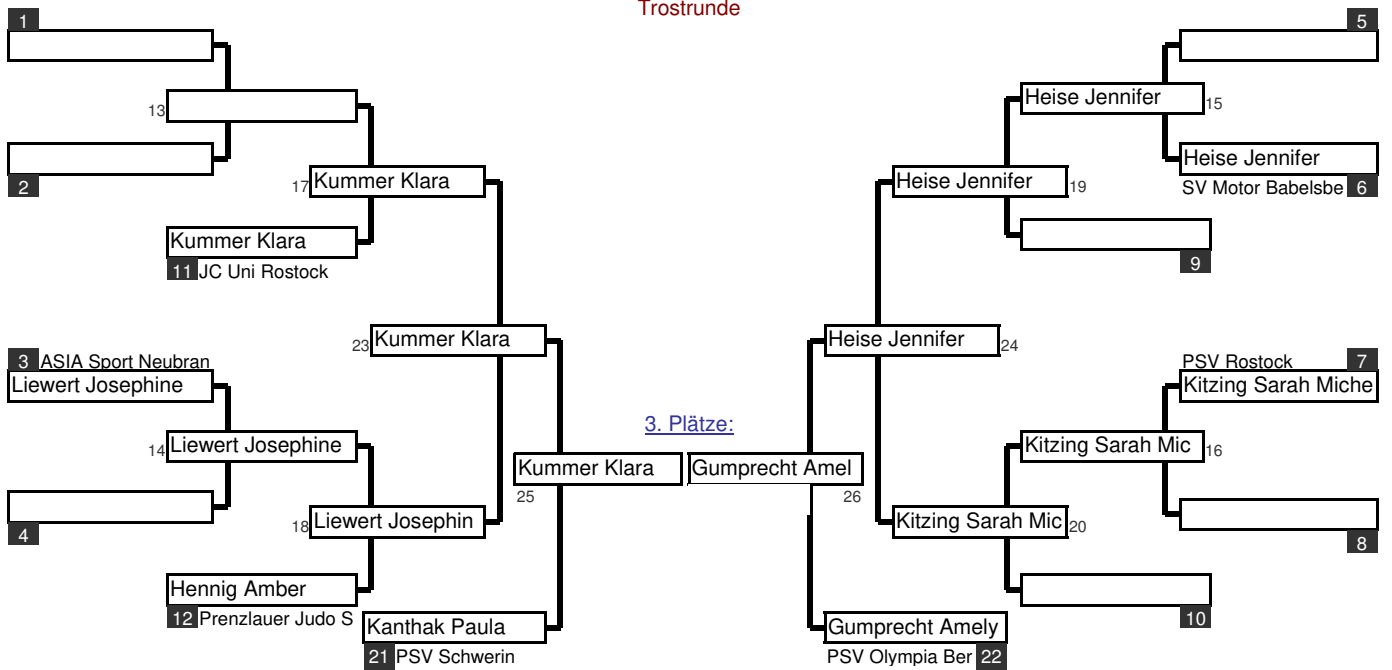 Trostrunde
1
5
13
Heise Jennifer 15
2
17 Kummer Klara
Heise Jennifer 19
Heise Jennifer
SV Motor Babelsbe 6
Kummer Klara
11 JC Uni Rostock
9
23 Kummer Klara
Heise Jennifer 24
3 ASIA Sport Neubran
Liewert Josephine
PSV Rostock 7
Kitzing Sarah Miche
3. Plätze:
14 Liewert Josephine
Kitzing Sarah Mic 16
Kummer Klara
25
Gumprecht Amel
26
4
18 Liewert Josephin
Kitzing Sarah Mic 20
8
Hennig Amber
12 Prenzlauer Judo S
10
Kanthak Paula
21 PSV Schwerin
Gumprecht Amely
PSV Olympia Ber 22